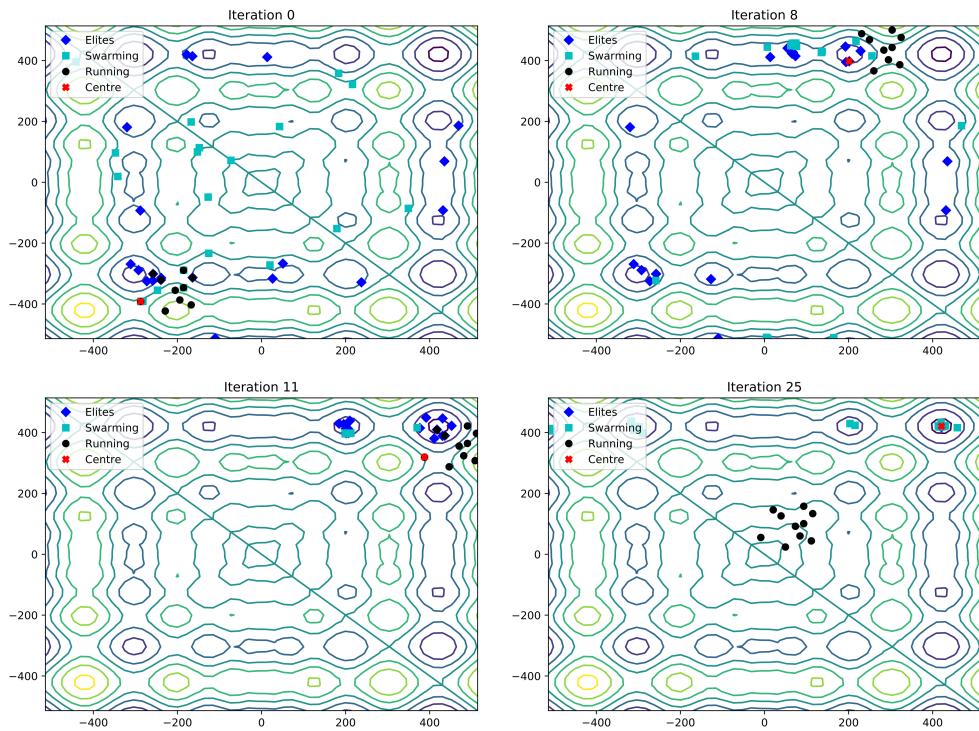 Iteration 0
400
200
0
−200
−400
−400
−200
0
200
400
Elites
Swarming
Running
Centre
Iteration 8
400
200
0
−200
−400
−400
−200
0
200
400
Elites
Swarming
Running
Centre
Iteration 11
400
200
0
−200
−400
−400
−200
0
200
400
Elites
Swarming
Running
Centre
Iteration 25
400
200
0
−200
−400
−400
−200
0
200
400
Elites
Swarming
Running
Centre